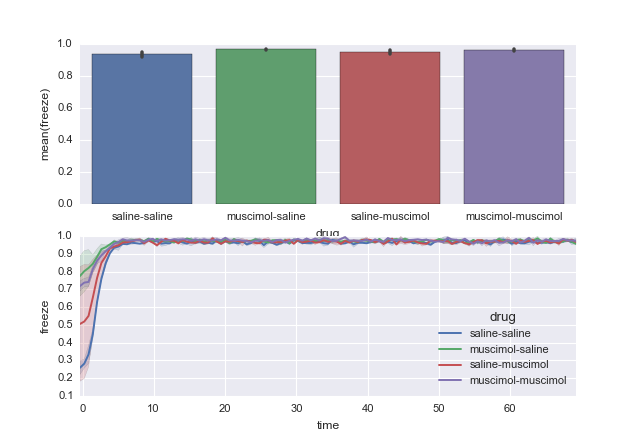 1.0
0.8
0.6
0.4
0.2
0.0
mean(freeze)
saline-saline muscimol-saline saline-muscimol muscimol-muscimol
drug
1.0
0.9
0.8
0.7
0.6
0.5
0.4
0.3
0.2
0.1
freeze
drug
saline-saline
muscimol-saline
saline-muscimol
muscimol-muscimol
0 10 20 30 40 50 60
time